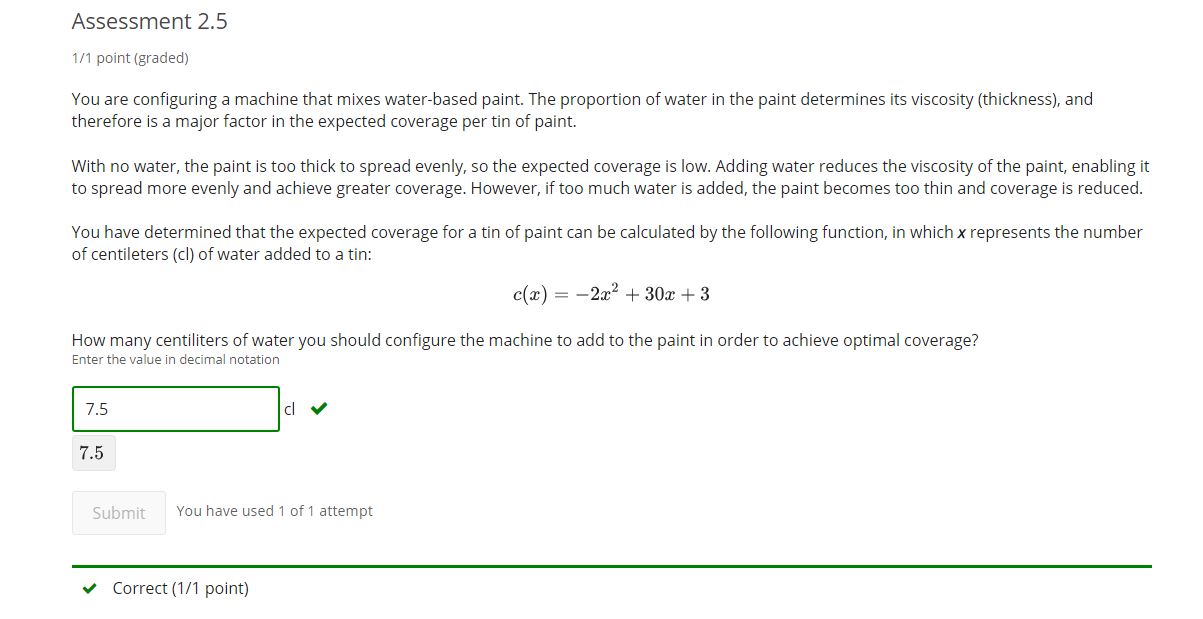 Assessment 2.5
1/1 point (graded)
You are configuring a machine that mixes water-based paint. The proportion of water in the paint determines its viscosity (thickness), and
therefore is a major factor in the expected coverage per tin of paint.
With no water, the paint is too thick to spread evenly, so the expected coverage is low. Adding water reduces the viscosity of the paint, enabling it
to spread more evenly and achieve greater coverage. However, if too much water is added, the paint becomes too thin and coverage is reduced.
You have determined that the expected coverage for a tin of paint can be calculated by the following function, in which x represents the number
of centileters (cl) of water added to a tin:
c(x) = −2x² + 30x + 3
How many centiliters of water you should configure the machine to add to the paint in order to achieve optimal coverage?
Enter the value in decimal notation
7.5 cl ✔
7.5
Submit You have used 1 of 1 attempt
✔ Correct (1/1 point)